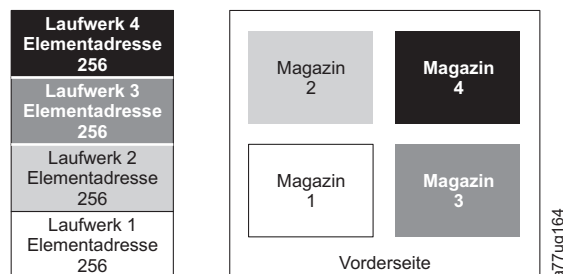 Laufwerk 4
Elementadresse
256
Laufwerk 3
Elementadresse
256
Laufwerk 2
Elementadresse
256
Laufwerk 1
Elementadresse
256
Magazin
2
Magazin
4
Magazin
1
Magazin
3
Vorderseite
a77ug164